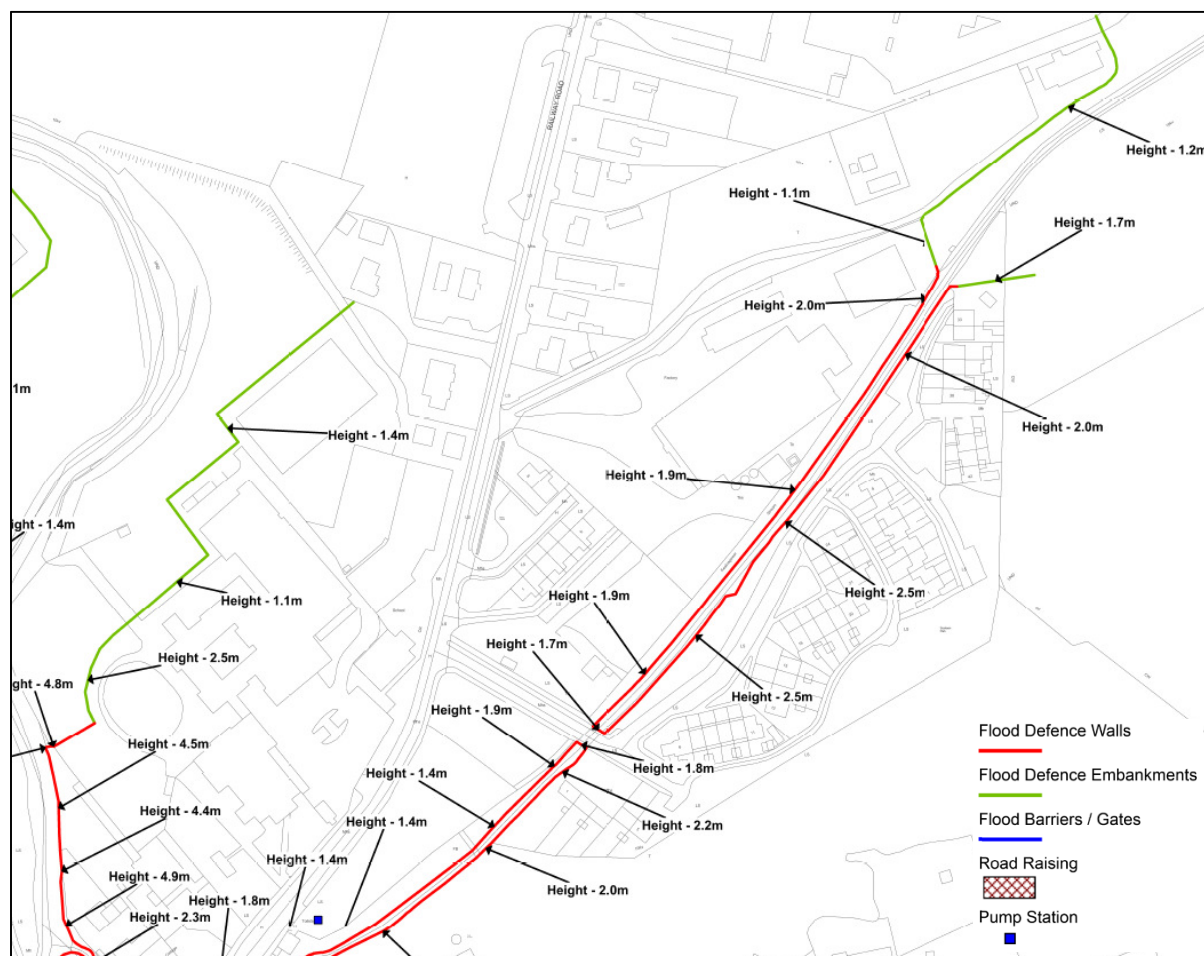 RAILWAY ROAD
Height - 1.2m
Height - 1.1m
Height - 1.7m
Height - 2.0m
1m
Height - 1.4m
Height - 2.0m
Height - 1.9m
ight - 1.4m
Height - 2.5m
Height - 1.1m
Height - 1.9m
Height - 1.7m
Height - 2.5m
Height - 2.5m
ght - 4.8m
Height - 1.9m
Height - 4.5m
Height - 1.8m
Height - 1.4m
Height - 4.4m
Height - 1.4m
Height - 2.2m
Height - 1.4m
Height - 4.9m
Height - 2.0m
Height - 1.8m
Height - 2.3m
Factory
School
Flood Defence Walls
Flood Defence Embankments
Flood Barriers / Gates
Road Raising
Pump Station